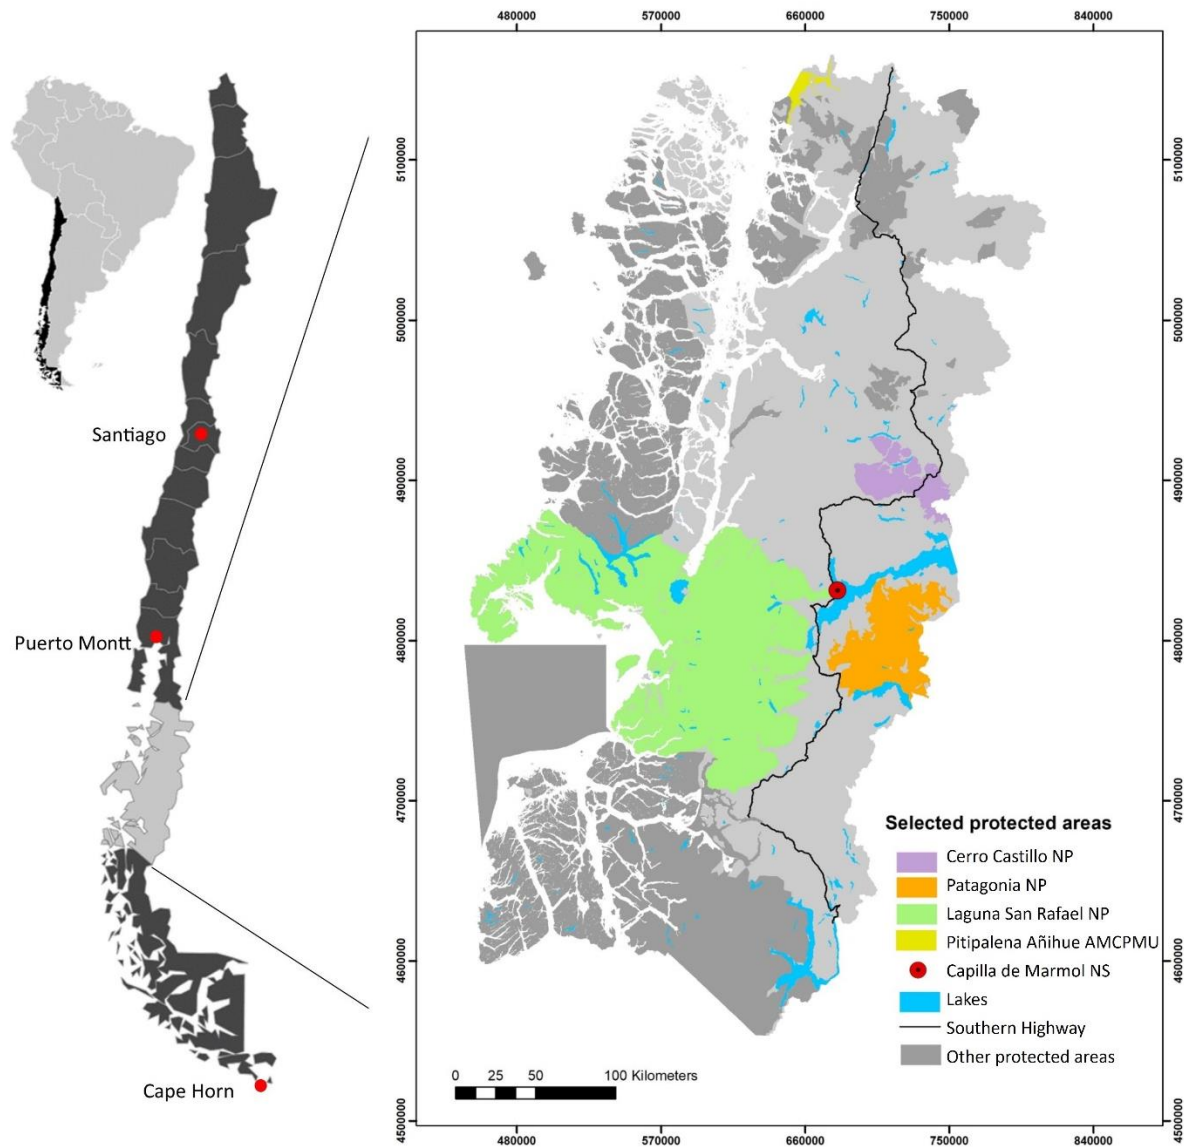 480000 570000 660000 750000 840000
5100000
5000000
4900000
4800000
4700000
4600000
4500000
Santiago
Puerto Montt
Cape Horn
Selected protected areas
Cerro Castillo NP
Patagonia NP
Laguna San Rafael NP
Pitipalena Añihue AMCPMU
Capilla de Marmol NS
Lakes
Southern Highway
Other protected areas
0 25 50 100 Kilometers
480000 570000 660000 750000 840000